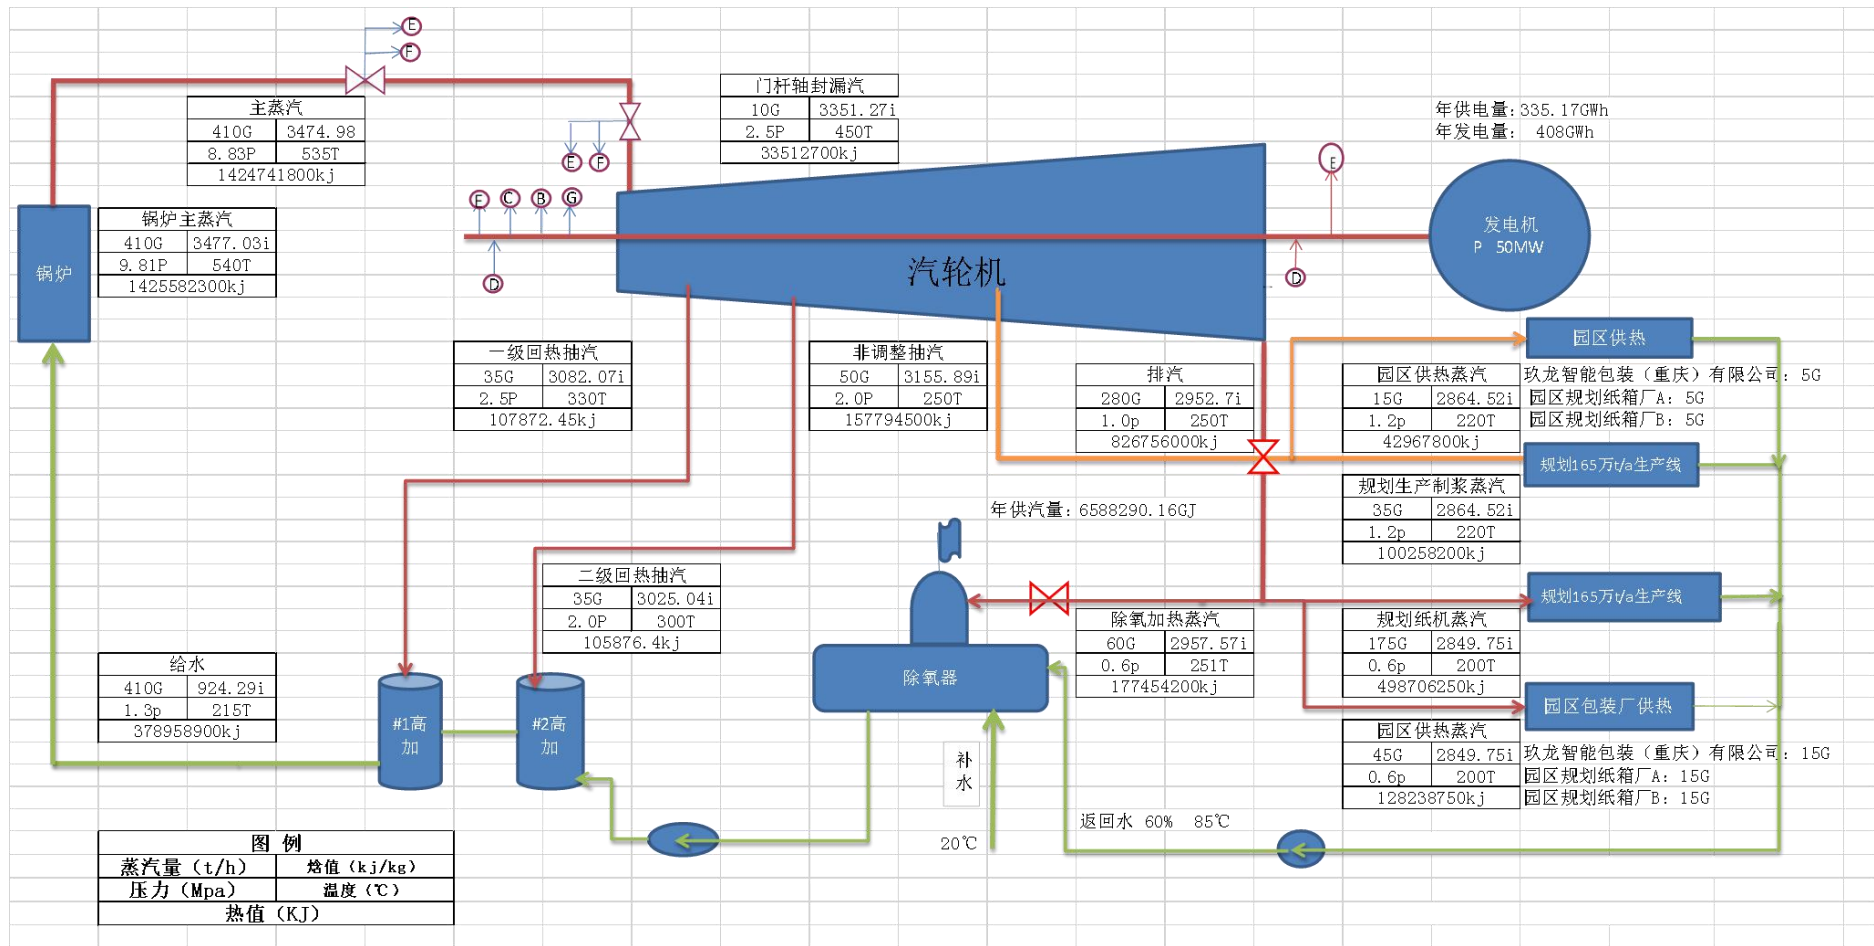 E
F
门杆轴封漏汽
10G 3351.27i
2.5P 450T
33512700kj
主蒸汽
410G 3474.98
8.83P 535T
1424741800kj
年供电量:335.17GWh
年发电量: 408GWh
E F
E
F C B G
D
D
锅炉主蒸汽
410G 3477.03i
9.81P 540T
1425582300kj
锅炉
汽轮机
发电机
P 50MW
一级回热抽汽
35G 3082.07i
2.5P 330T
107872.45kj
非调整抽汽
50G 3155.89i
2.0P 250T
157794500kj
排汽
280G 2952.7i
1.0p 250T
826756000kj
园区供热
园区供热蒸汽
15G 2864.52i
1.2p 220T
42967800kj
玖龙智能包装（重庆）有限公司: 5G
园区规划纸箱厂A: 5G
园区规划纸箱厂B: 5G
规划165万t/a生产线
规划生产制浆蒸汽
35G 2864.52i
1.2p 220T
100258200kj
年供汽量: 6588290.16GJ
二级回热抽汽
35G 3025.04i
2.0P 300T
105876.4kj
规划165万t/a生产线
除氧加热蒸汽
60G 2957.57i
0.6p 251T
177454200kj
规划纸机蒸汽
175G 2849.75i
0.6p 200T
498706250kj
给水
410G 924.29i
1.3p 215T
378958900kj
除氧器
园区包装厂供热
#1高加
#2高加
园区供热蒸汽
45G 2849.75i
0.6p 200T
128238750kj
玖龙智能包装（重庆）有限公司: 15G
园区规划纸箱厂A: 15G
园区规划纸箱厂B: 15G
补水
20℃
返回水 60% 85℃
图 例
蒸汽量（t/h） 焓值（kj/kg）
压力（Mpa） 温度（℃）
热值（KJ）